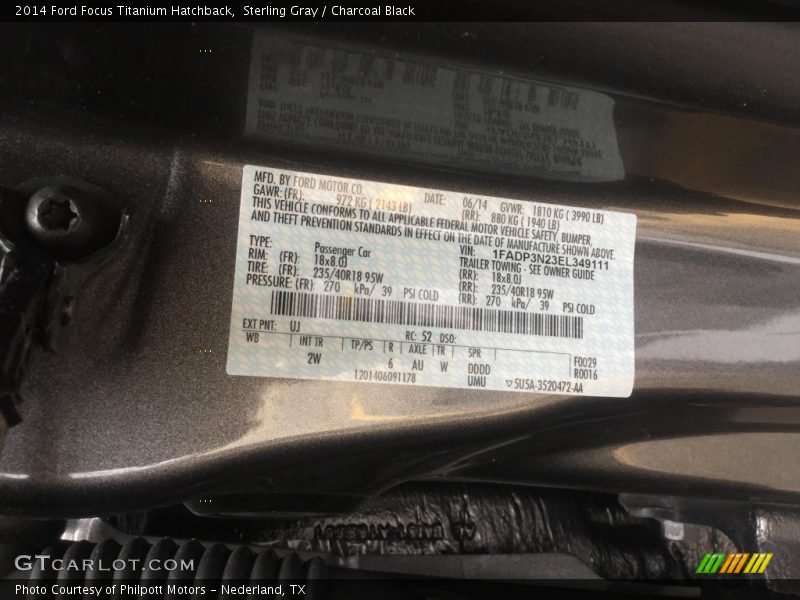 2014 Ford Focus Titanium Hatchback,  Sterling Gray / Charcoal Black
MFD. BY FORD MOTOR CO.
DATE: 06/14 GVWR: 1810 KG ( 3990 LB)
GAWR: (FR): 972 KG ( 2143 LB) (RR): 880 KG ( 1940 LB)
THIS VEHICLE CONFORMS TO ALL APPLICABLE FEDERAL MOTOR VEHICLE SAFETY, BUMPER,
AND THEFT PREVENTION STANDARDS IN EFFECT ON THE DATE OF MANUFACTURE SHOWN ABOVE.
VIN: 1FADP3N23EL349111
TYPE: Passenger Car TRAILER TOWING - SEE OWNER GUIDE
RIM: (FR): 18x8.0J (RR): 18x8.0J
TIRE: (FR): 235/40R18 95W (RR): 235/40R18 95W
PRESSURE: (FR): 270 kPa/ 39 PSI COLD (RR): 270 kPa/ 39 PSI COLD
EXT PNT: UJ RC: 52 DSO:
WB INT TR TP/PS R AXLE TR SPR
2W 6 AU W DDDD F0029
UMU R0016
1201406091178 5U5A-3520472-AA
GTCARLOT.COM
Photo Courtesy of Philpott Motors - Nederland, TX